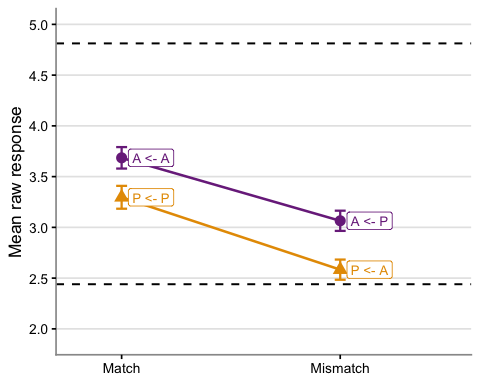 Mean raw response
5.0
4.5
4.0
3.5
3.0
2.5
2.0
A <- A
P <- P
A <- P
P <- A
Match
Mismatch